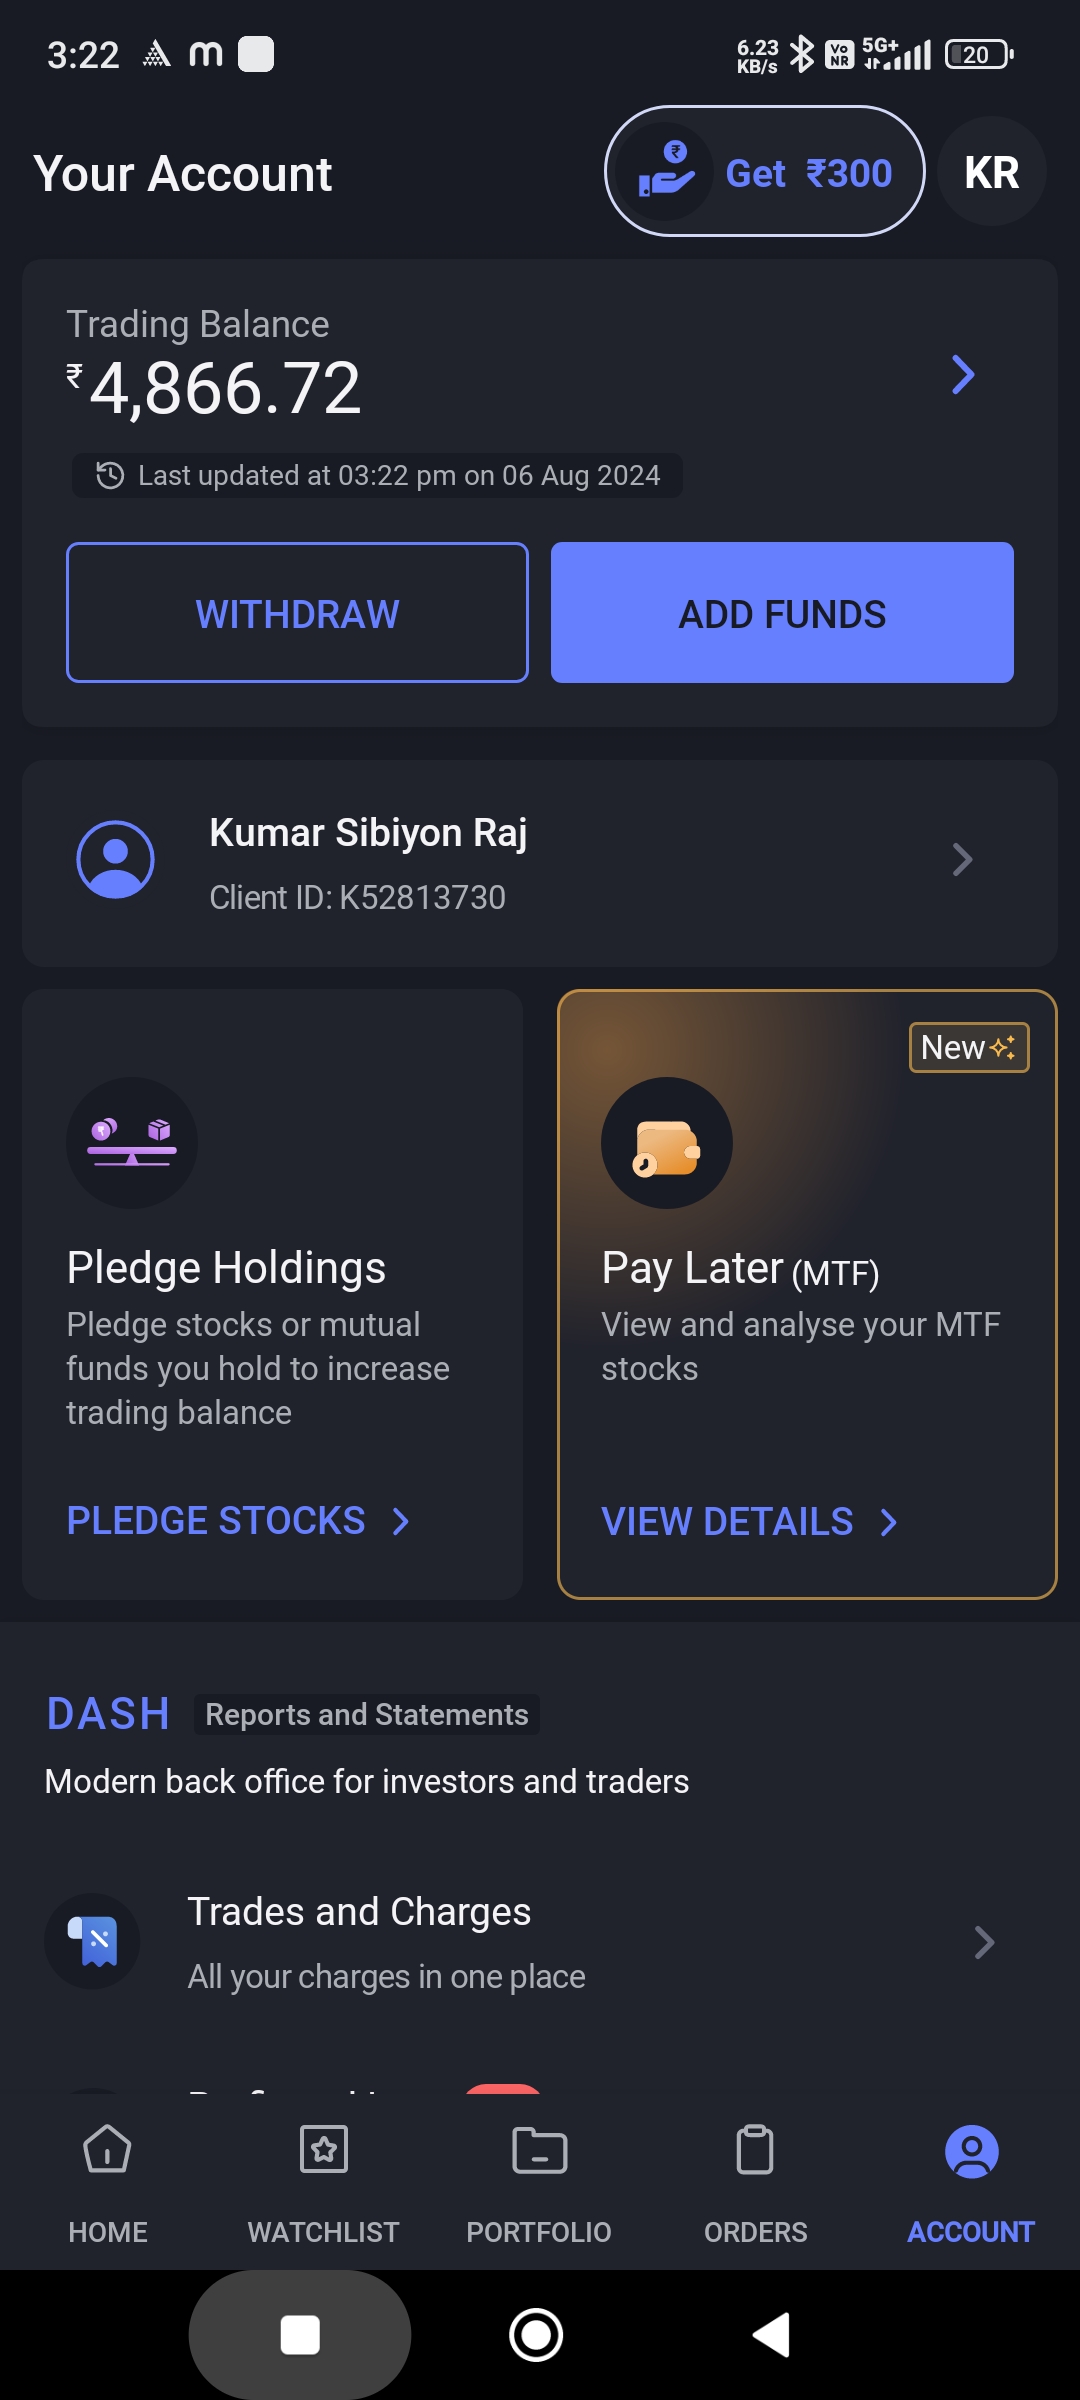 3:22
6.23 KB/s
Vo NR
5G+
20
Your Account
Get ₹300
KR
Trading Balance
₹4,866.72
Last updated at 03:22 pm on 06 Aug 2024
WITHDRAW
ADD FUNDS
Kumar Sibiyon Raj
Client ID: K52813730
Pledge Holdings
Pledge stocks or mutual
funds you hold to increase
trading balance
PLEDGE STOCKS
New
Pay Later (MTF)
View and analyse your MTF
stocks
VIEW DETAILS
DASH Reports and Statements
Modern back office for investors and traders
Trades and Charges
All your charges in one place
HOME
WATCHLIST
PORTFOLIO
ORDERS
ACCOUNT